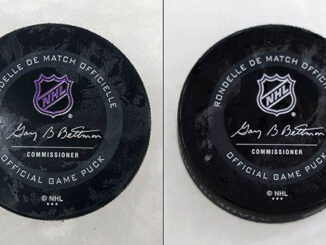 RONDELLE DE MATCH OFFICIELLE
NHL
Gary B Bettman
COMMISSIONER
OFFICIAL GAME PUCK
© NHL
RONDELLE DE MATCH OFFICIELLE
NHL
Gary B Bettman
COMMISSIONER
OFFICIAL GAME PUCK
© NHL